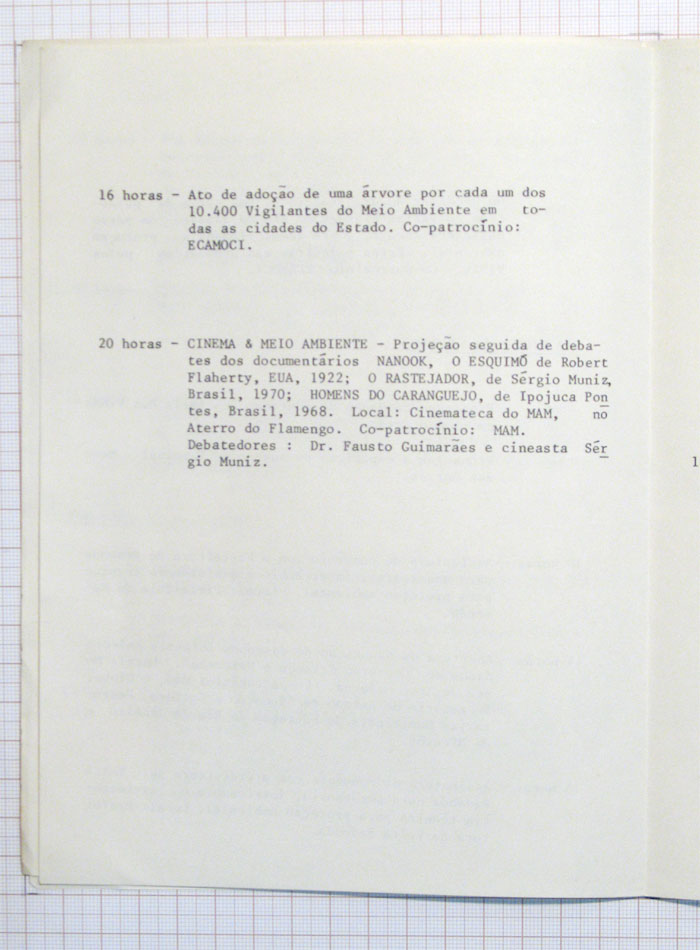 16 horas - Ato de adoção de uma árvore por cada um dos
10.400 Vigilantes do Meio Ambiente em to-
das as cidades do Estado. Co-patrocínio:
ECAMOCI.
20 horas - CINEMA & MEIO AMBIENTE - Projeção seguida de deba-
tes dos documentários NANOOK, O ESQUIMÓ de Robert
Flaherty, EUA, 1922; O RASTEJADOR, de Sérgio Muniz,
Brasil, 1970; HOMENS DO CARANGUEJO, de Ipojuca Pon
tes, Brasil, 1968. Local: Cinemateca do MAM, no
Aterro do Flamengo. Co-patrocínio: MAM.
Debatedores : Dr. Fausto Guimarães e cineasta Sér
gio Muniz.
1